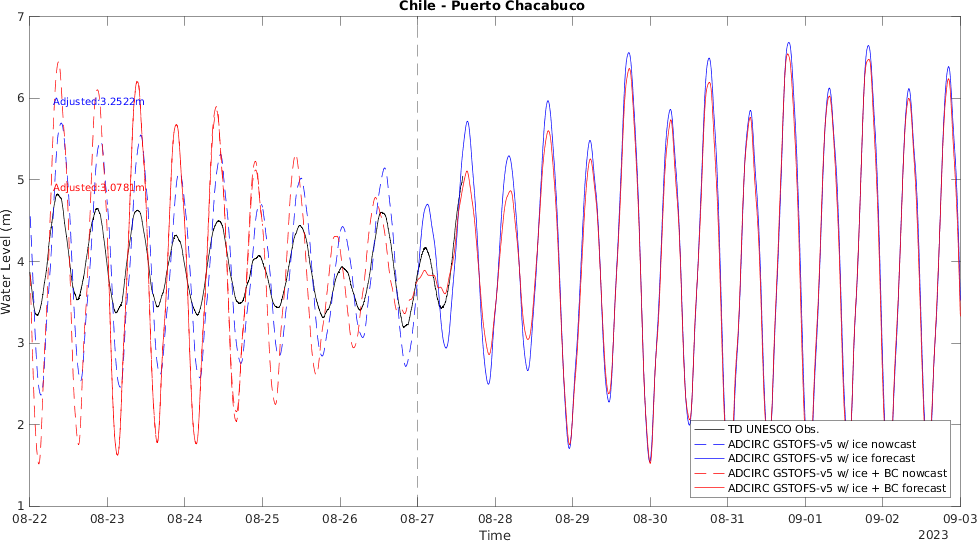 Chile - Puerto Chacabuco
Water Level (m)
7
6
5
4
3
2
1
Adjusted:3.2522m
Adjusted:3.0781m
TD UNESCO Obs.
ADCIRC GSTOFS-v5 w/ ice nowcast
ADCIRC GSTOFS-v5 w/ ice forecast
ADCIRC GSTOFS-v5 w/ ice + BC nowcast
ADCIRC GSTOFS-v5 w/ ice + BC forecast
08-22 08-23 08-24 08-25 08-26 08-27 08-28 08-29 08-30 08-31 09-01 09-02 09-03
Time
2023